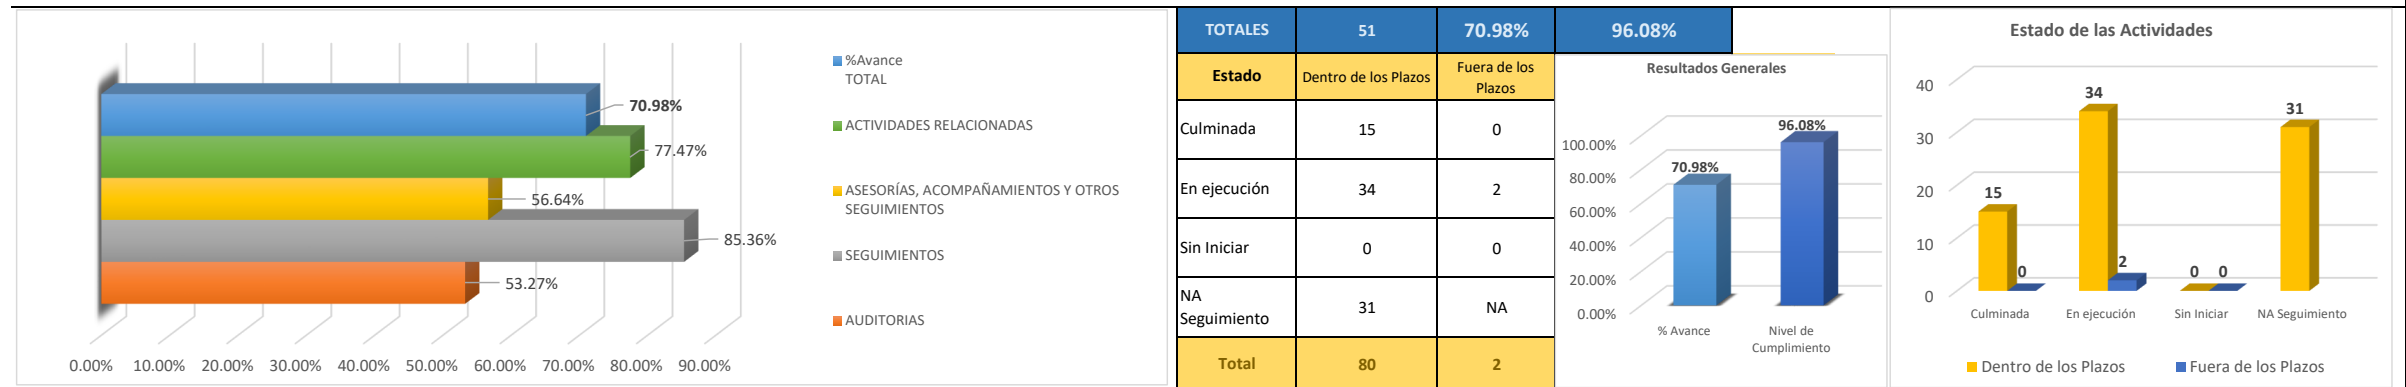 70.98%
77.47%
56.64%
85.36%
53.27%
0.00% 10.00% 20.00% 30.00% 40.00% 50.00% 60.00% 70.00% 80.00% 90.00%
%Avance
TOTAL
ACTIVIDADES RELACIONADAS
ASESORÍAS, ACOMPAÑAMIENTOS Y OTROS
SEGUIMIENTOS
SEGUIMIENTOS
AUDITORIAS
TOTALES 51 70.98% 96.08%
Estado Dentro de los Plazos Fuera de los
Plazos
Culminada 15 0
En ejecución 34 2
Sin Iniciar 0 0
NA
Seguimiento 31 NA
Total 80 2
Resultados Generales
96.08%
70.98%
100.00%
80.00%
60.00%
40.00%
20.00%
0.00%
% Avance Nivel de
Cumplimiento
Estado de las Actividades
40
30
20
10
0
15 0
34 2
0 0
31
Culminada En ejecución Sin Iniciar NA Seguimiento
Dentro de los Plazos Fuera de los Plazos